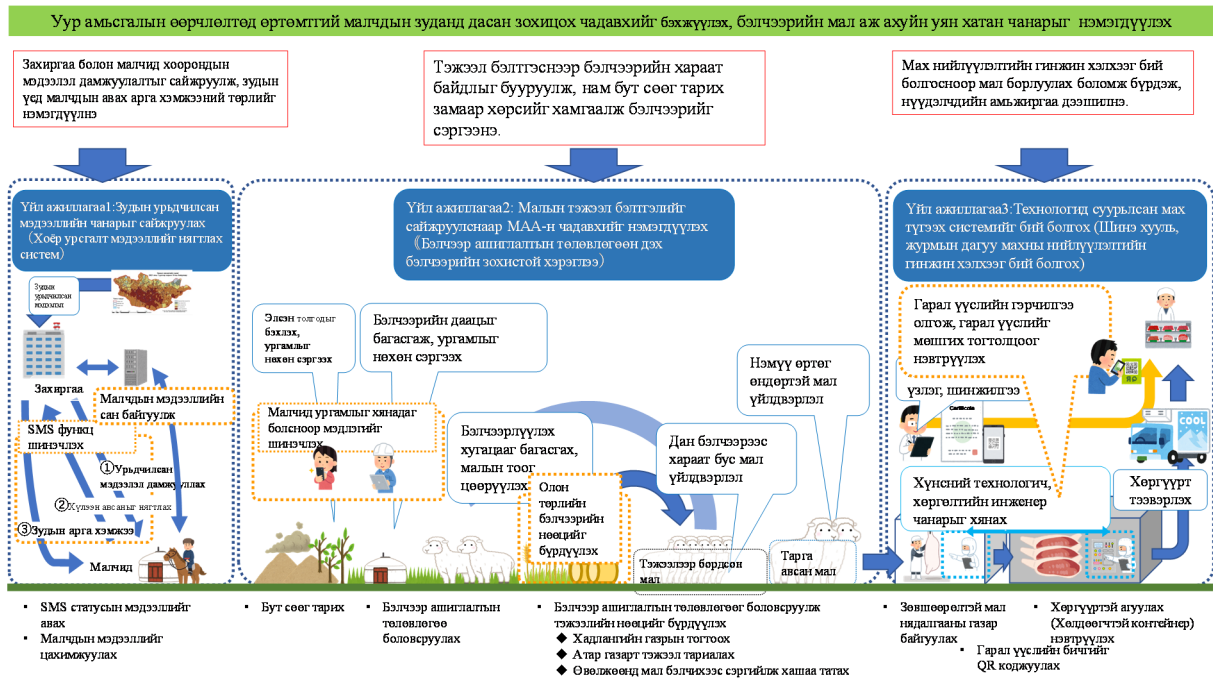 Уур амьсгалын өөрчлөлтөд өртөмтгий малчдын зуданд дасан зохицох чадавхийг бэхжүүлэх, бэлчээрийн мал аж ахуйн уян хатан чанарыг нэмэгдүүлэх
Захиргаа болон малчид хоорондын
мэдээлэл дамжуулалтыг сайжруулж, зудын
үед малчдын авах арга хэмжээний төрлийг
нэмэгдүүлнэ
Тэжээл бэлтгэснээр бэлчээрийн хараат
байдлыг бууруулж, нам бут сөөг тарих
замаар хөрсийг хамгаалж бэлчээрийг
сэргээнэ.
Мах нийлүүлэлтийн гинжин хэлхээг бий
болгосноор мал борлуулах боломж бүрдэж,
нүүдэлчдийн амьжиргаа дээшилнэ.
Үйл ажиллагаа1:Зудын урьдчилсан
мэдээллийн чанарыг сайжруулах
（Хоёр урсгалт мэдээллийг нягтлах
систем）
Үйл ажиллагаа2: Малын тэжээл бэлтгэлийг
сайжруулснаар МАА-н чадавхийг нэмэгдүүлэх
《Бэлчээр ашиглалтын төлөвлөгөөн дэх
бэлчээрийн зохистой хэрэглээ）
Үйл ажиллагаа3:Технологид суурьлсан мах
түгээх системийг бий болгох (Шинэ хууль,
журмын дагуу махны нийлүүлэлтийн
гинжин хэлхээг бий болгох)
Зудын
урьдчилсан
мэдээлэл
Захиргаа
Малчдын мэдээллийн
сан байгуулж
SMS функц
шинэчлэх
①Урьдчилсан
мэдээлэл дамжууллах
②Хүлээн авсаныг нягтлах
③Зудын арга хэмжээ
Малчид
Элсэн толгодыг
бэхлэх,
ургамлыг
нөхөн сэргээх
Бэлчээрийн даацыг
багасгаж, ургамлыг
нөхөн сэргээх
Малчид ургамлыг хянадаг
болсноор мэдлэгийг
шинэчлэх
Бэлчээрлүүлэх
хугацааг багасгах,
малын тоог
цөөрүүлэх
Олон
төрлийн
бэлчээрийн
нөөцийг
бүрдүүлэх
Нэмүү өртөг
өндөртэй мал
үйлдвэрлэл
Дан бэлчээрээс
хараат бус мал
үйлдвэрлэл
Тэжээлээр бордсон
мал
Тарга
авсан мал
Гарал үүслийн гэрчилгээ
олгож, гарал үүслийг
мөшгих тогтолцоог
нэвтрүүлэх
үзлэг, шинжилгээ
Certificate
COOL
Хүнсний технологич,
хөргөлтийн инженер
чанарыг хянах
Хөргүүрт
тээвэрлэх
▪ SMS статусын мэдээллийг
авах
▪ Малчдын мэдээллийг
цахимжуулах
▪ Бут сөөг тарих
▪ Бэлчээр ашиглалтын
төлөвлөгөө
боловсруулах
▪ Бэлчээр ашиглалтын төлөвлөгөөг боловсруулж
тэжээлийн нөөцийг бүрдүүлэх
◆ Хадлангийн газрын тогтоох
◆ Атар газарт тэжээл тариалах
◆ Өвөлжөөнд мал бэлчихээс сэргийлж хашаа татах
▪ Зөвшөөрөлтэй мал
нядалгааны газар
байгуулах
▪ Хөргүүртэй агуулах
(Хөлдөөгчтэй контейнер)
нэвтрүүлэх
▪ Гарал үүслийн бичгийг
QR коджуулах